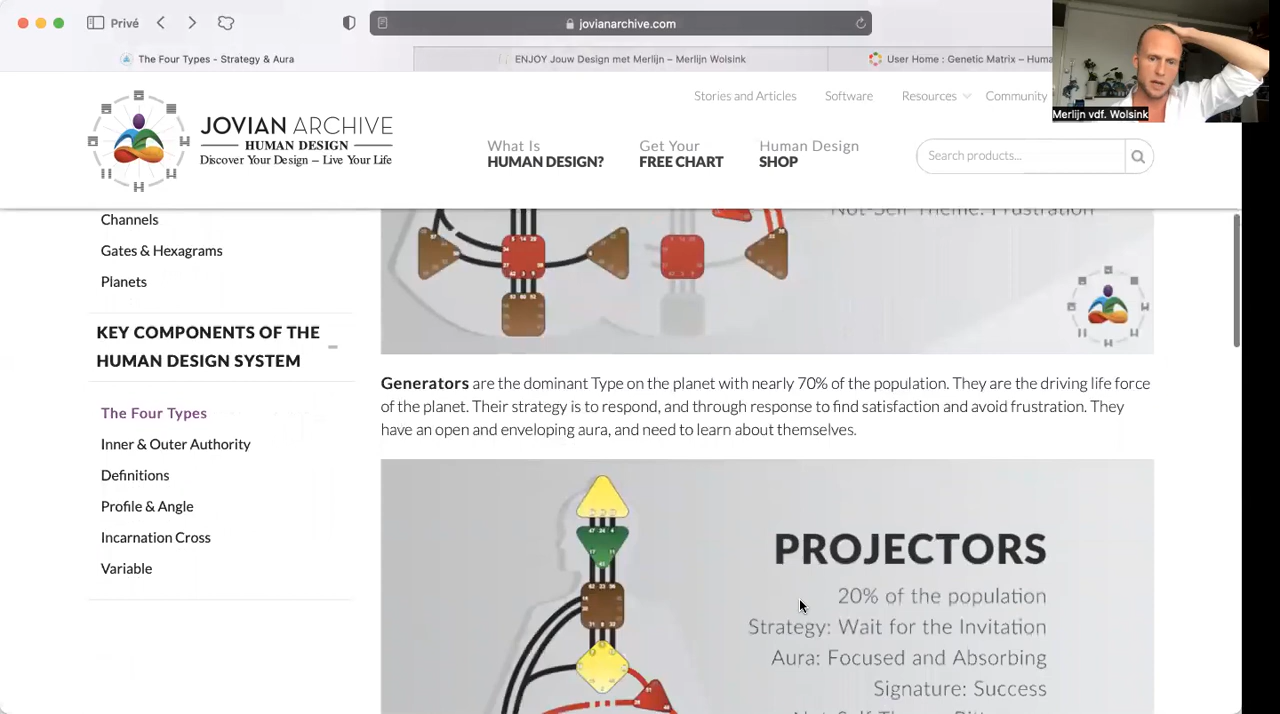 Privé
jovianarchive.com
The Four Types - Strategy & Aura
ENJOY Jouw Design met Merlijn – Merlijn Wolsink
User Home : Genetic Matrix – Huma
Merlijn vdf. Wolsink
Stories and Articles
Software
Resources
Community
JOVIAN ARCHIVE
HUMAN DESIGN
Discover Your Design – Live Your Life
What Is
HUMAN DESIGN?
Get Your
FREE CHART
Human Design
SHOP
Search products...
Channels
Gates & Hexagrams
Planets
KEY COMPONENTS OF THE
HUMAN DESIGN SYSTEM
The Four Types
Inner & Outer Authority
Definitions
Profile & Angle
Incarnation Cross
Variable
Not-Self Theme: Frustration
Generators are the dominant Type on the planet with nearly 70% of the population. They are the driving life force
of the planet. Their strategy is to respond, and through response to find satisfaction and avoid frustration. They
have an open and enveloping aura, and need to learn about themselves.
PROJECTORS
20% of the population
Strategy: Wait for the Invitation
Aura: Focused and Absorbing
Signature: Success